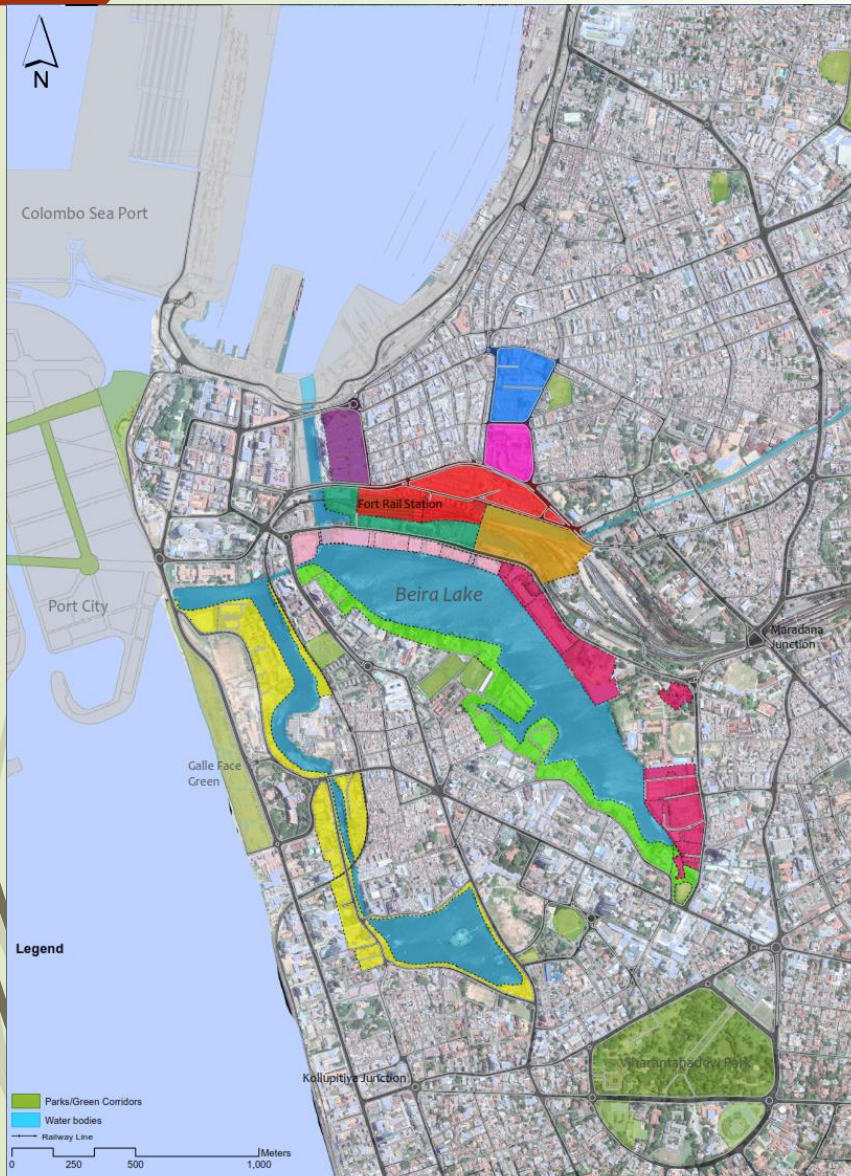 N
Colombo Sea Port
Fort Rail Station
Beira Lake
Port City
Maradana
Junction
Galle Face
Green
Legend
Viharamahadevi Park
Kollupitiya Junction
Parks/Green Corridors
Water bodies
Railway Line
Meters
0 250 500 1,000